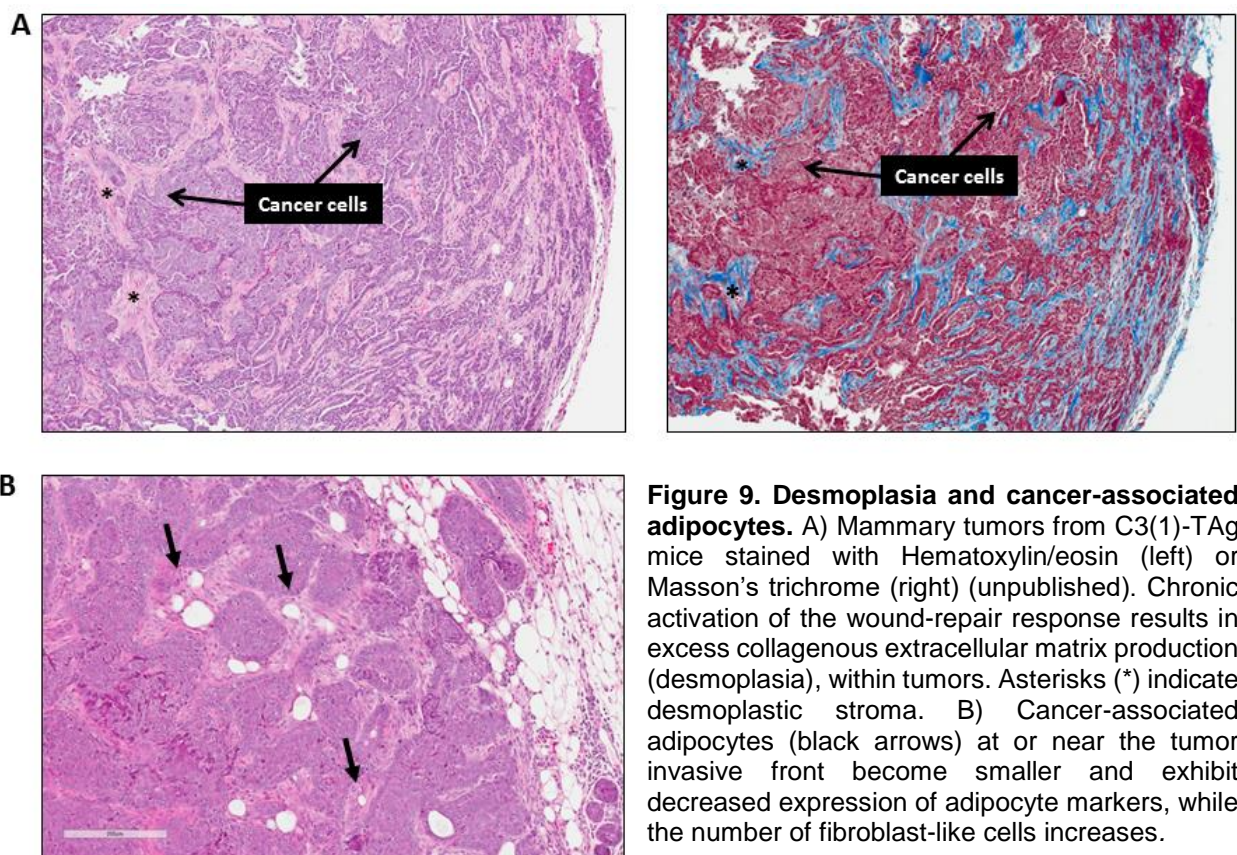 A
*
*
Cancer cells
*
*
Cancer cells
B
Figure 9. Desmoplasia and cancer-associated
adipocytes. A) Mammary tumors from C3(1)-TAg
mice stained with Hematoxylin/eosin (left) or
Masson's trichrome (right) (unpublished). Chronic
activation of the wound-repair response results in
excess collagenous extracellular matrix production
(desmoplasia), within tumors. Asterisks (*) indicate
desmoplastic stroma. B) Cancer-associated
adipocytes (black arrows) at or near the tumor
invasive front become smaller and exhibit
decreased expression of adipocyte markers, while
the number of fibroblast-like cells increases.